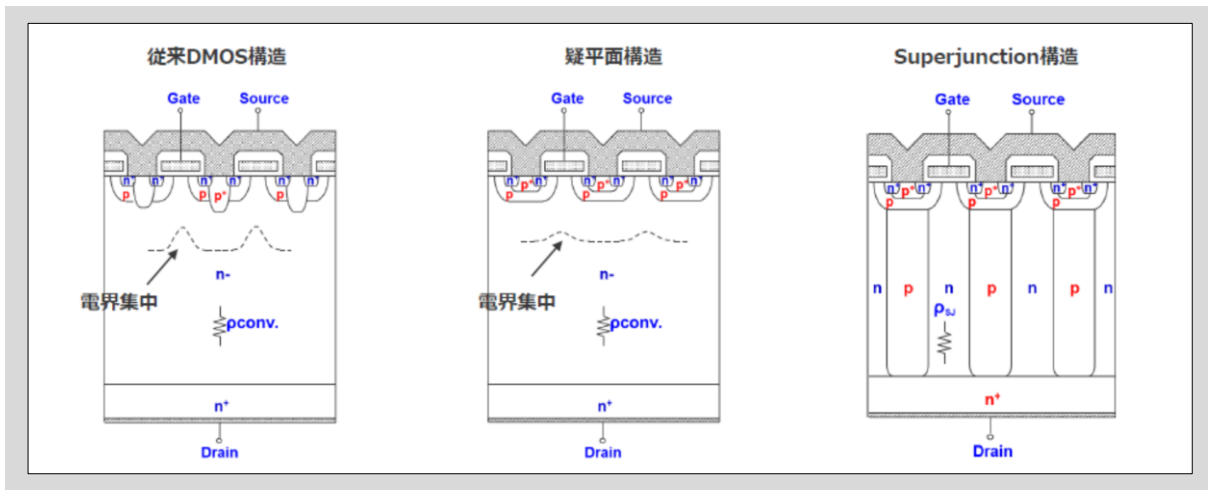 従来DMOS構造
Gate Source
n⁺ n⁺ n⁺ n⁺ n⁺ n⁺
p p p⁺ p
電界集中
n-
ρconv.
n⁺
Drain
疑平面構造
Gate Source
n⁺ p⁺ n⁺ n⁺ p⁺ n⁺ n⁺ p⁺ n⁺
p p p
電界集中
n-
ρconv.
n⁺
Drain
Superjunction構造
Gate Source
n⁺ p⁺ n⁺ n⁺ p⁺ n⁺ n⁺ p⁺ n⁺
p p p
n p n p n p n
ρSJ
n⁺
Drain